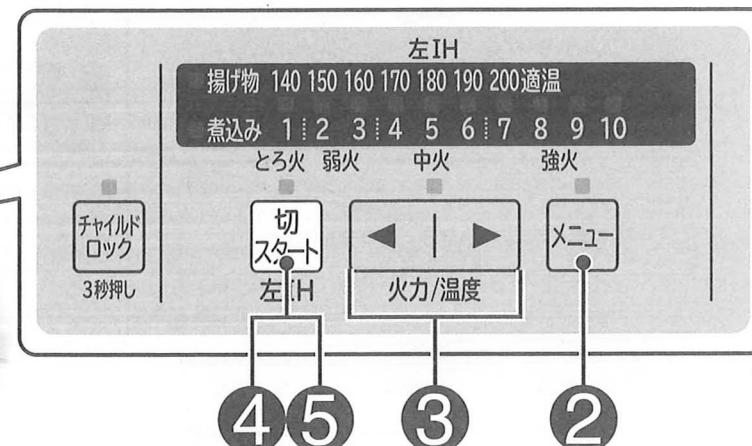 左IH
揚げ物 140 150 160 170 180 190 200 適温
煮込み 1 2 3 4 5 6 7 8 9 10
とろ火 弱火 中火 強火
チャイルド
ロック
3秒押し
切
スタート
左IH
◀ ▶
火力/温度
メニュー
4 5 3 2